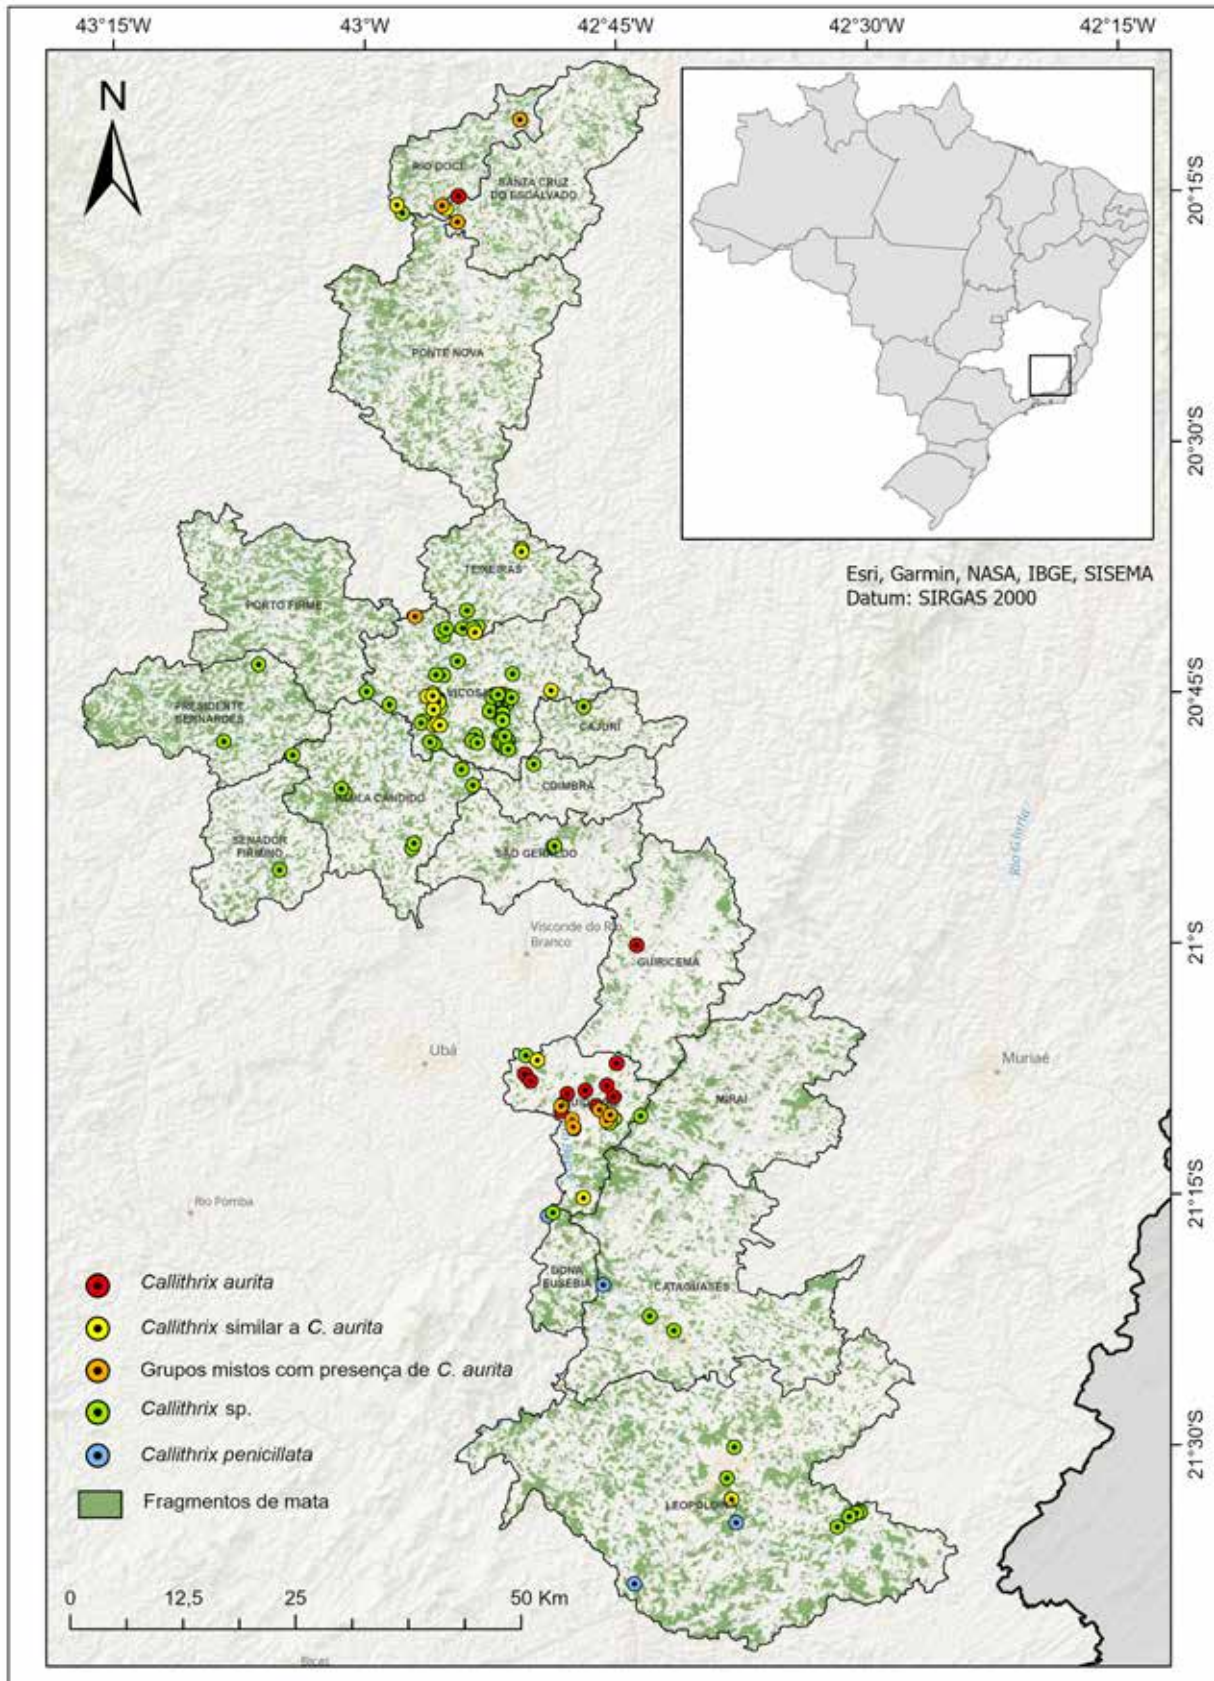 43°15'W
43°W
42°45'W
42°30'W
42°15'W
N
RIO DOCE
SANTA CRUZ
DO ESCALVADO
20°15'S
PONTE NOVA
20°30'S
TEIXEIRAS
Esri, Garmin, NASA, IBGE, SISEMA
Datum: SIRGAS 2000
PORTO FIRME
20°45'S
VIÇOSA
PRESIDENTE
BERNARDES
CAJURI
COIMBRA
PAULA CANDIDO
SENADOR
FIRMINO
SÃO GERALDO
Rio Glória
Visconde do Rio
Branco
21°S
GUIRICEMA
Ubá
Muriaé
MIRAÍ
21°15'S
Rio Pomba
DONA
EUSEBIA
CATAGUASES
Callithrix aurita
Callithrix similar a C. aurita
Grupos mistos com presença de C. aurita
Callithrix sp.
Callithrix penicillata
Fragmentos de mata
21°30'S
LEOPOLDINA
0
12,5
25
50 Km
Bicas